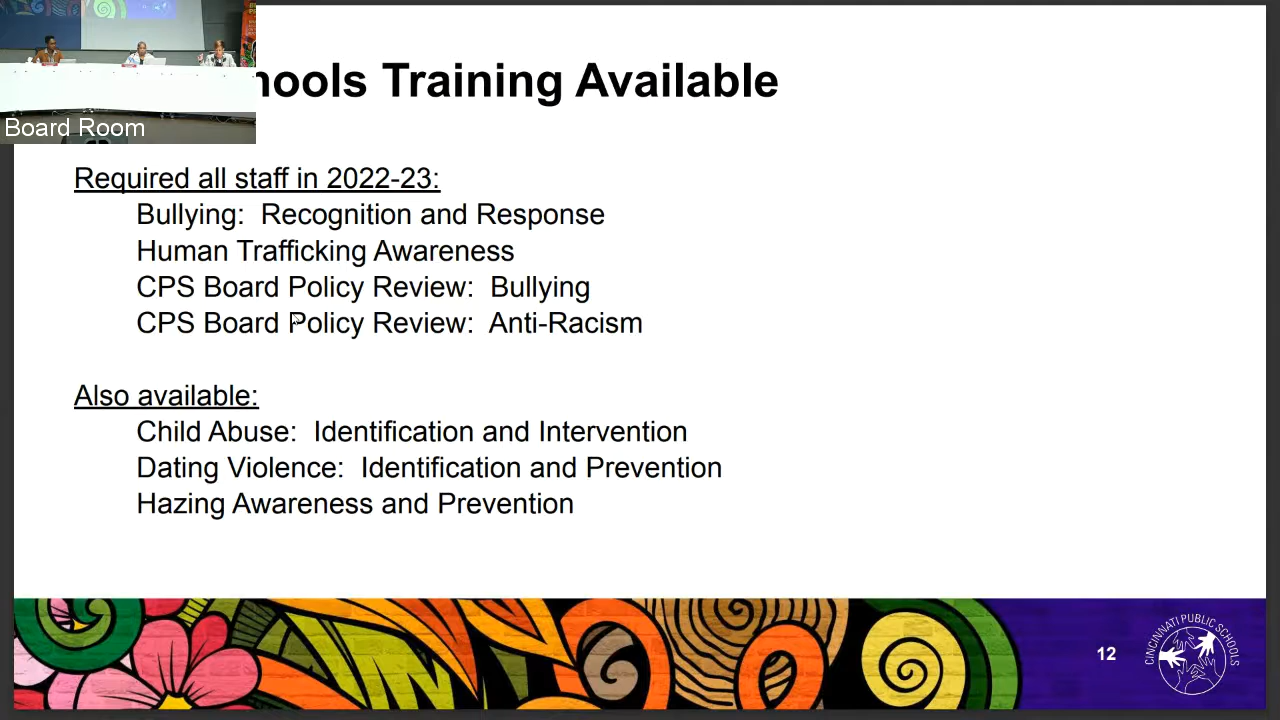 hools Training Available
Board Room
Required all staff in 2022-23:
Bullying:  Recognition and Response
Human Trafficking Awareness
CPS Board Policy Review:  Bullying
CPS Board Policy Review:  Anti-Racism
Also available:
Child Abuse:  Identification and Intervention
Dating Violence:  Identification and Prevention
Hazing Awareness and Prevention
12
CINCINNATI PUBLIC SCHOOLS